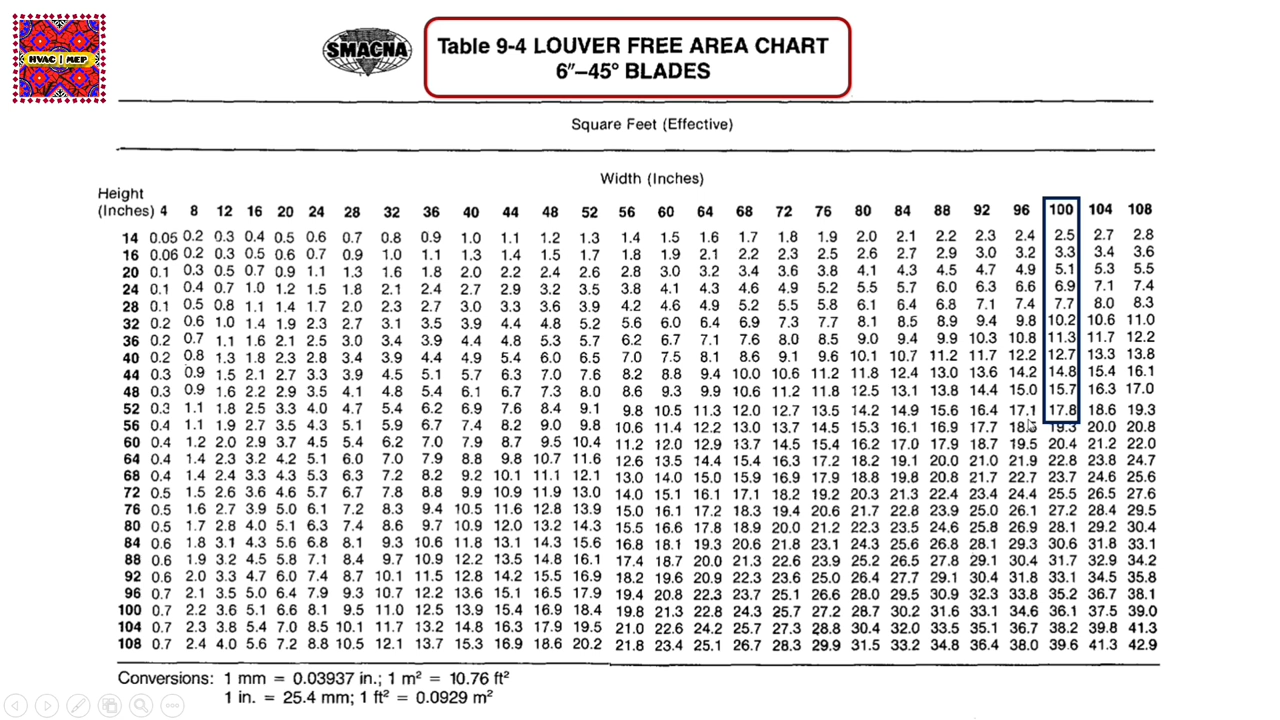 HVAC | MEP
SMACNA
Table 9-4 LOUVER FREE AREA CHART
6"–45° BLADES
Square Feet (Effective)
Width (Inches)
Height
(Inches) 4 8 12 16 20 24 28 32 36 40 44 48 52 56 60 64 68 72 76 80 84 88 92 96 100 104 108
14 0.05 0.2 0.3 0.4 0.5 0.6 0.7 0.8 0.9 1.0 1.1 1.2 1.3 1.4 1.5 1.6 1.7 1.8 1.9 2.0 2.1 2.2 2.3 2.4 2.5 2.7 2.8
16 0.06 0.2 0.3 0.5 0.6 0.7 0.9 1.0 1.1 1.3 1.4 1.5 1.7 1.8 1.9 2.1 2.2 2.3 2.5 2.6 2.7 2.9 3.0 3.2 3.3 3.4 3.6
20 0.1 0.3 0.5 0.7 0.9 1.1 1.3 1.6 1.8 2.0 2.2 2.4 2.6 2.8 3.0 3.2 3.4 3.6 3.8 4.1 4.3 4.5 4.7 4.9 5.1 5.3 5.5
24 0.1 0.4 0.7 1.0 1.2 1.5 1.8 2.1 2.4 2.7 2.9 3.2 3.5 3.8 4.1 4.3 4.6 4.9 5.2 5.5 5.7 6.0 6.3 6.6 6.9 7.1 7.4
28 0.1 0.5 0.8 1.1 1.4 1.7 2.0 2.3 2.7 3.0 3.3 3.6 3.9 4.2 4.6 4.9 5.2 5.5 5.8 6.1 6.4 6.8 7.1 7.4 7.7 8.0 8.3
32 0.2 0.6 1.0 1.4 1.9 2.3 2.7 3.1 3.5 3.9 4.4 4.8 5.2 5.6 6.0 6.4 6.9 7.3 7.7 8.1 8.5 8.9 9.4 9.8 10.2 10.6 11.0
36 0.2 0.7 1.1 1.6 2.1 2.5 3.0 3.4 3.9 4.4 4.8 5.3 5.7 6.2 6.7 7.1 7.6 8.0 8.5 9.0 9.4 9.9 10.3 10.8 11.3 11.7 12.2
40 0.2 0.8 1.3 1.8 2.3 2.8 3.4 3.9 4.4 4.9 5.4 6.0 6.5 7.0 7.5 8.1 8.6 9.1 9.6 10.1 10.7 11.2 11.7 12.2 12.7 13.3 13.8
44 0.3 0.9 1.5 2.1 2.7 3.3 3.9 4.5 5.1 5.7 6.3 7.0 7.6 8.2 8.8 9.4 10.0 10.6 11.2 11.8 12.4 13.0 13.6 14.2 14.8 15.4 16.1
48 0.3 0.9 1.6 2.2 2.9 3.5 4.1 4.8 5.4 6.1 6.7 7.3 8.0 8.6 9.3 9.9 10.6 11.2 11.8 12.5 13.1 13.8 14.4 15.0 15.7 16.3 17.0
52 0.3 1.1 1.8 2.5 3.3 4.0 4.7 5.4 6.2 6.9 7.6 8.4 9.1 9.8 10.5 11.3 12.0 12.7 13.5 14.2 14.9 15.6 16.4 17.1 17.8 18.6 19.3
56 0.4 1.1 1.9 2.7 3.5 4.3 5.1 5.9 6.7 7.4 8.2 9.0 9.8 10.6 11.4 12.2 13.0 13.7 14.5 15.3 16.1 16.9 17.7 19.3 20.0 20.8
60 0.4 1.2 2.0 2.9 3.7 4.5 5.4 6.2 7.0 7.9 8.7 9.5 10.4 11.2 12.0 12.9 13.7 14.5 15.4 16.2 17.0 17.9 18.7 19.5 20.4 21.2 22.0
64 0.4 1.4 2.3 3.2 4.2 5.1 6.0 7.0 7.9 8.8 9.8 10.7 11.6 12.6 13.5 14.4 15.4 16.3 17.2 18.2 19.1 20.0 21.0 21.9 22.8 23.8 24.7
68 0.4 1.4 2.4 3.3 4.3 5.3 6.3 7.2 8.2 9.2 10.1 11.1 12.1 13.0 14.0 15.0 15.9 16.9 17.9 18.8 19.8 20.8 21.7 22.7 23.7 24.6 25.6
72 0.5 1.5 2.6 3.6 4.6 5.7 6.7 7.8 8.8 9.9 10.9 11.9 13.0 14.0 15.1 16.1 17.1 18.2 19.2 20.3 21.3 22.4 23.4 24.4 25.5 26.5 27.6
76 0.5 1.6 2.7 3.9 5.0 6.1 7.2 8.3 9.4 10.5 11.6 12.8 13.9 15.0 16.1 17.2 18.3 19.4 20.6 21.7 22.8 23.9 25.0 26.1 27.2 28.4 29.5
80 0.5 1.7 2.8 4.0 5.1 6.3 7.4 8.6 9.7 10.9 12.0 13.2 14.3 15.5 16.6 17.8 18.9 20.0 21.2 22.3 23.5 24.6 25.8 26.9 28.1 29.2 30.4
84 0.6 1.8 3.1 4.3 5.6 6.8 8.1 9.3 10.6 11.8 13.1 14.3 15.6 16.8 18.1 19.3 20.6 21.8 23.1 24.3 25.6 26.8 28.1 29.3 30.6 31.8 33.1
88 0.6 1.9 3.2 4.5 5.8 7.1 8.4 9.7 10.9 12.2 13.5 14.8 16.1 17.4 18.7 20.0 21.3 22.6 23.9 25.2 26.5 27.8 29.1 30.4 31.7 32.9 34.2
92 0.6 2.0 3.3 4.7 6.0 7.4 8.7 10.1 11.5 12.8 14.2 15.5 16.9 18.2 19.6 20.9 22.3 23.6 25.0 26.4 27.7 29.1 30.4 31.8 33.1 34.5 35.8
96 0.7 2.1 3.5 5.0 6.4 7.9 9.3 10.7 12.2 13.6 15.1 16.5 17.9 19.4 20.8 22.3 23.7 25.1 26.6 28.0 29.5 30.9 32.3 33.8 35.2 36.7 38.1
100 0.7 2.2 3.6 5.1 6.6 8.1 9.5 11.0 12.5 13.9 15.4 16.9 18.4 19.8 21.3 22.8 24.3 25.7 27.2 28.7 30.2 31.6 33.1 34.6 36.1 37.5 39.0
104 0.7 2.3 3.8 5.4 7.0 8.5 10.1 11.7 13.2 14.8 16.3 17.9 19.5 21.0 22.6 24.2 25.7 27.3 28.8 30.4 32.0 33.5 35.1 36.7 38.2 39.8 41.3
108 0.7 2.4 4.0 5.6 7.2 8.8 10.5 12.1 13.7 15.3 16.9 18.6 20.2 21.8 23.4 25.1 26.7 28.3 29.9 31.5 33.2 34.8 36.4 38.0 39.6 41.3 42.9
Conversions: 1 mm = 0.03937 in.; 1 m² = 10.76 ft²
1 in. = 25.4 mm; 1 ft² = 0.0929 m²